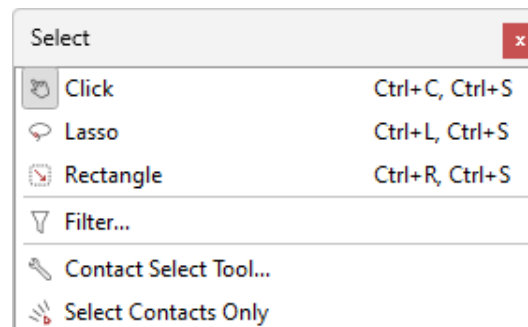 Select x
Click Ctrl+C, Ctrl+S
Lasso Ctrl+L, Ctrl+S
Rectangle Ctrl+R, Ctrl+S
Filter...
Contact Select Tool...
Select Contacts Only